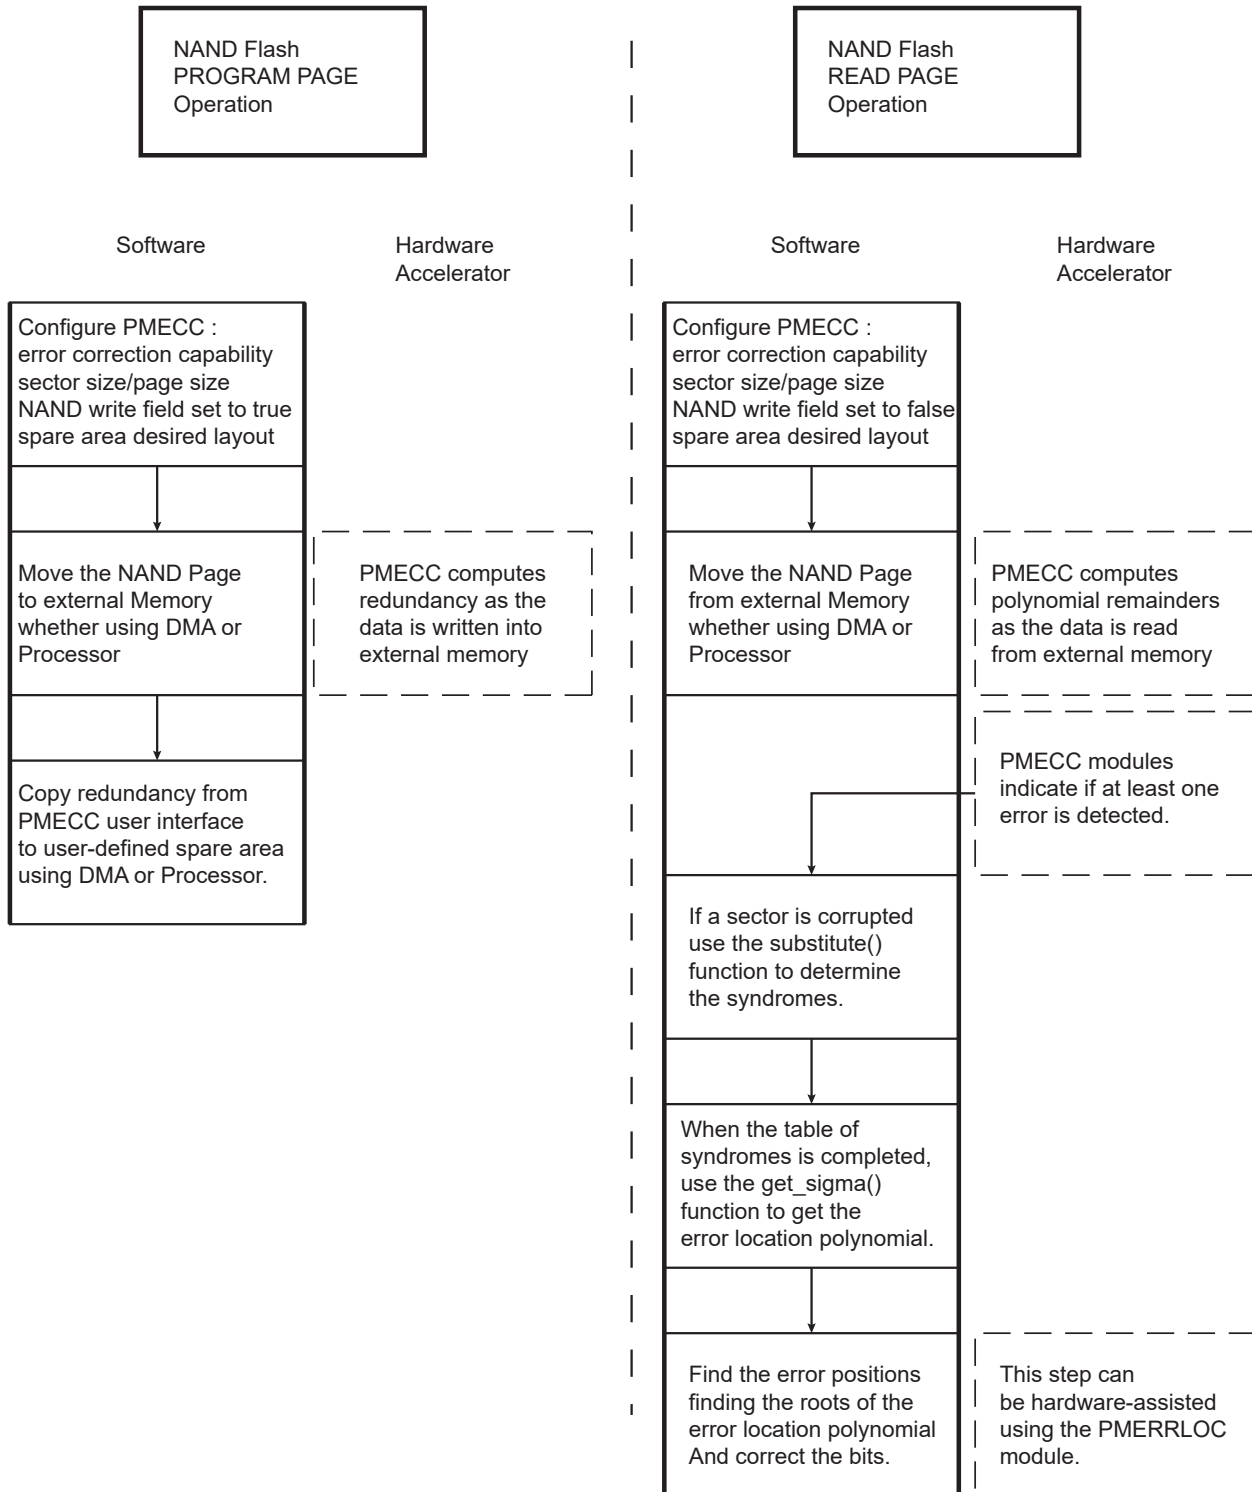 NAND Flash
PROGRAM PAGE
Operation
Software
Hardware
Accelerator
Configure PMECC :
error correction capability
sector size/page size
NAND write field set to true
spare area desired layout
Move the NAND Page
to external Memory
whether using DMA or
Processor
PMECC computes
redundancy as the
data is written into
external memory
Copy redundancy from
PMECC user interface
to user-defined spare area
using DMA or Processor.
NAND Flash
READ PAGE
Operation
Software
Hardware
Accelerator
Configure PMECC :
error correction capability
sector size/page size
NAND write field set to false
spare area desired layout
Move the NAND Page
from external Memory
whether using DMA or
Processor
PMECC computes
polynomial remainders
as the data is read
from external memory
PMECC modules
indicate if at least one
error is detected.
If a sector is corrupted
use the substitute()
function to determine
the syndromes.
When the table of
syndromes is completed,
use the get_sigma()
function to get the
error location polynomial.
Find the error positions
finding the roots of the
error location polynomial
And correct the bits.
This step can
be hardware-assisted
using the PMERRLOC
module.